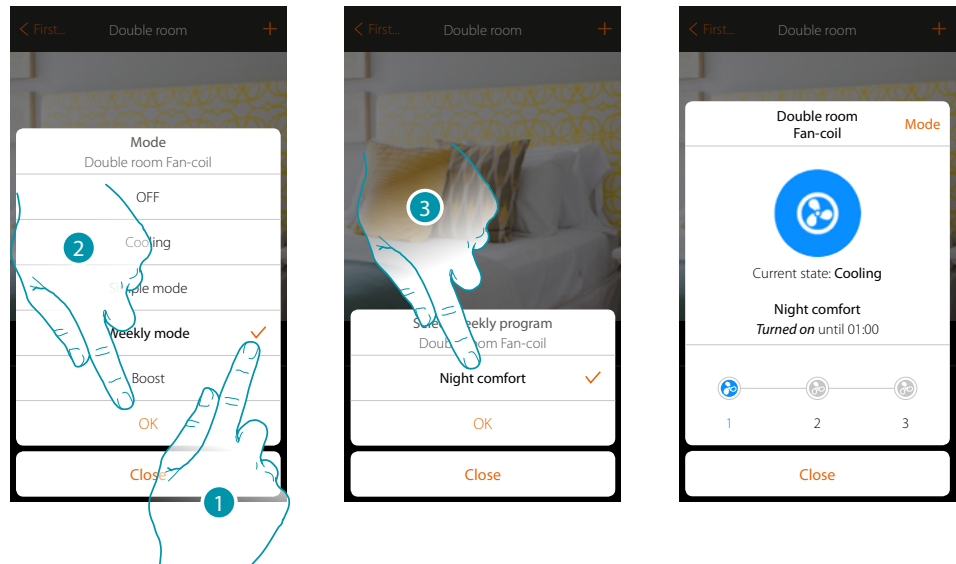 First...
Double room
+
Mode
Double room Fan-coil
OFF
Cooling
Weekly mode
Boost
OK
Close
2
1
First...
Double room
+
3
weekly program
Fan-coil
Night comfort
OK
Close
First...
Double room
+
Double room
Fan-coil
Mode
Current state: Cooling
Night comfort
Turned on until 01:00
1
2
3
Close